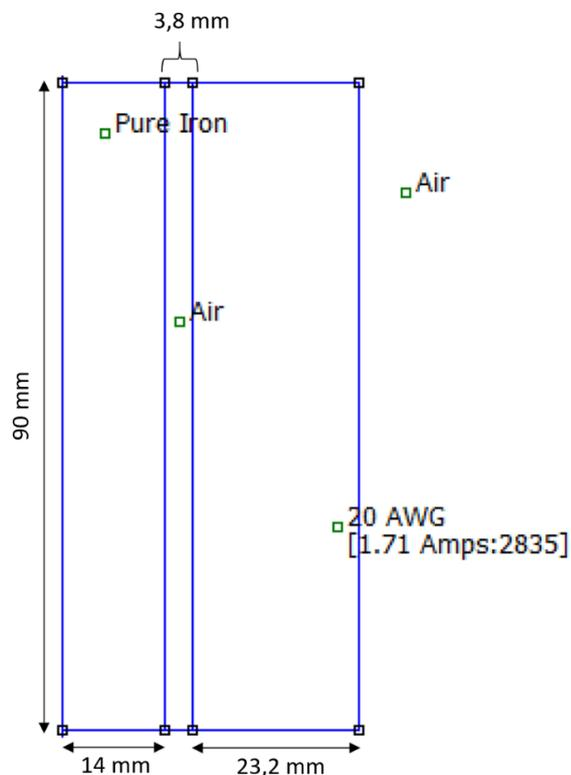 3,8 mm
Pure Iron
Air
Air
90 mm
20 AWG
[1.71 Amps:2835]
14 mm
23,2 mm